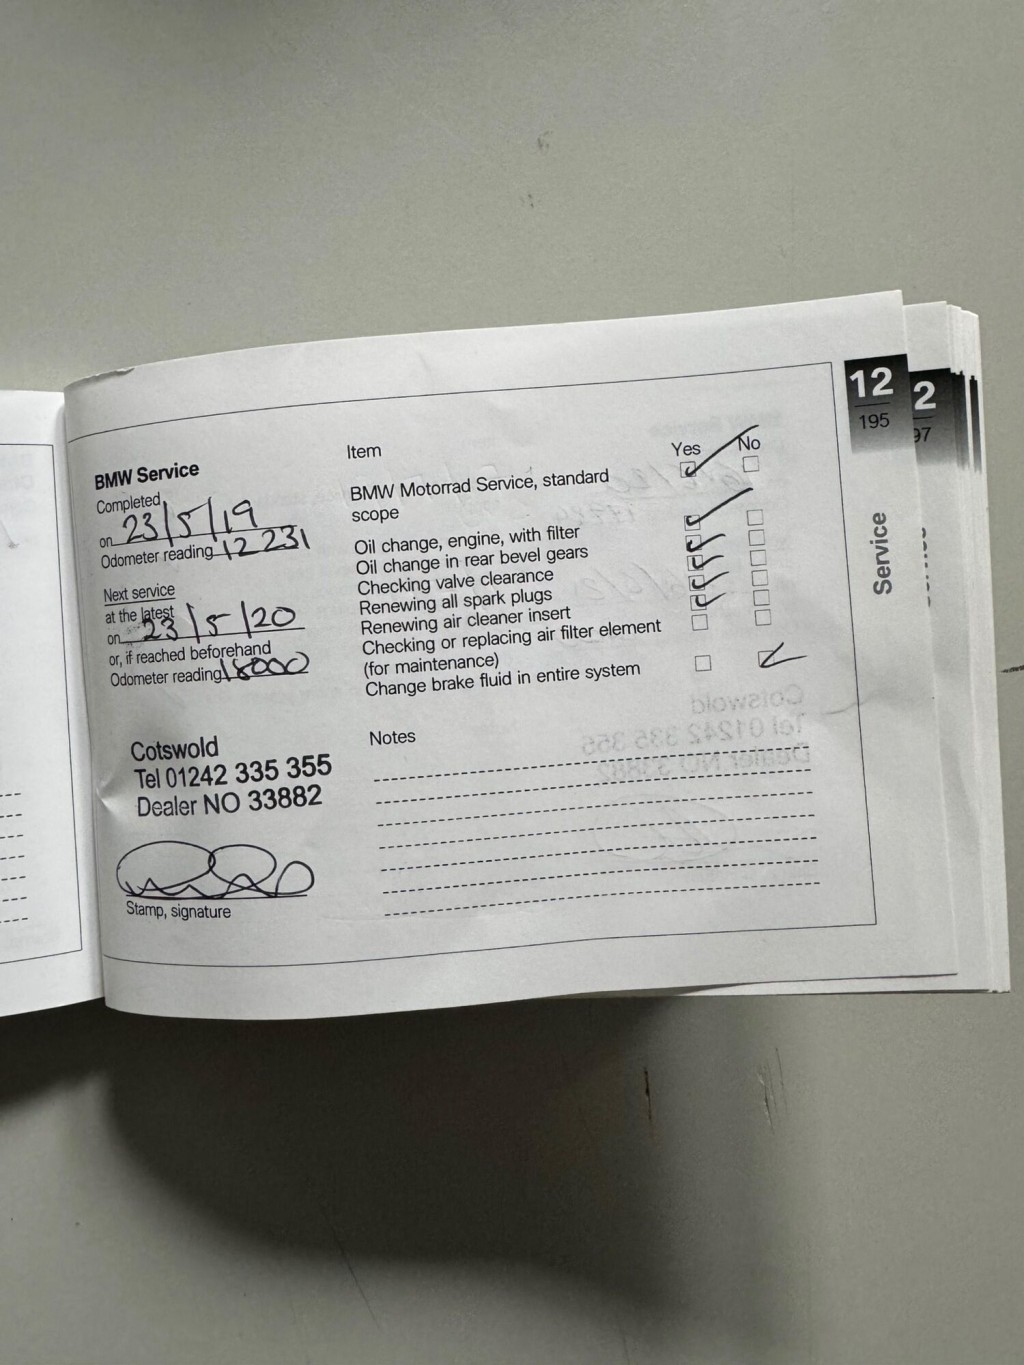 12
195
2
97
Service
BMW Service
Completed
on 23/5/19
Odometer reading 12231
Next service
at the latest
on 23/5/20
or, if reached beforehand
Odometer reading 18000
Cotswold
Tel 01242 335 355
Dealer NO 33882
Stamp, signature
Item
Yes No
BMW Motorrad Service, standard
scope
Oil change, engine, with filter
Oil change in rear bevel gears
Checking valve clearance
Renewing all spark plugs
Renewing air cleaner insert
Checking or replacing air filter element
(for maintenance)
Change brake fluid in entire system
Notes